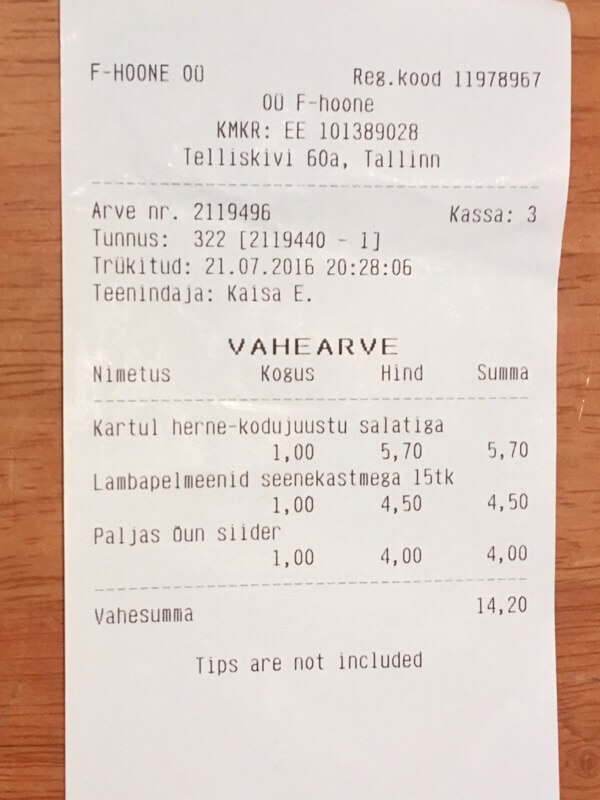 F-HOONE OÜ Reg.kood 11978967
OÜ F-hoone
KMKR: EE 101389028
Telliskivi 60a, Tallinn
Arve nr. 2119496 Kassa: 3
Tunnus: 322 [2119440 - 1]
Trükitud: 21.07.2016 20:28:06
Teenindaja: Kaisa E.
VAHEARVE
Nimetus Kogus Hind Summa
Kartul herne-kodujuustu salatiga
1,00 5,70 5,70
Lambapelmeenid seenekastmega 15tk
1,00 4,50 4,50
Paljas õun siider
1,00 4,00 4,00
Vahesumma 14,20
Tips are not included